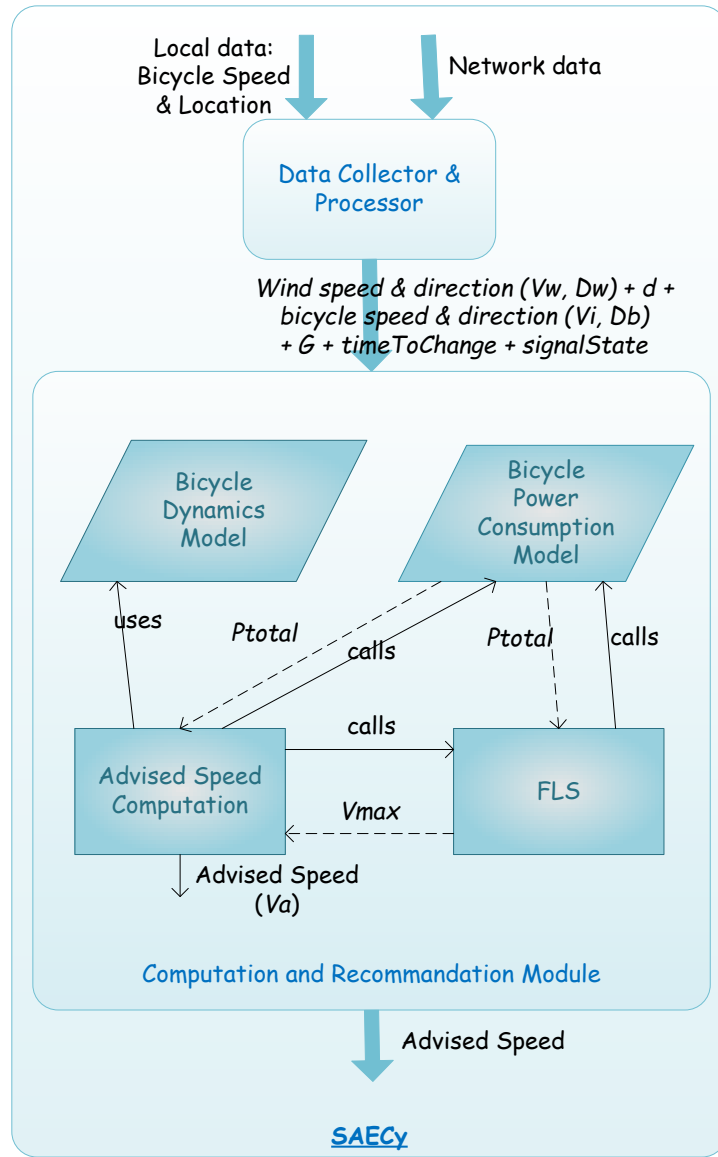 Local data:
Bicycle Speed
& Location
Network data
Data Collector &
Processor
Wind speed & direction (Vw, Dw) + d +
bicycle speed & direction (Vi, Db)
+ G + timeToChange + signalState
Bicycle
Dynamics
Model
Bicycle
Power
Consumption
Model
uses
Ptotal
calls
Ptotal
calls
calls
Advised Speed
Computation
FLS
Vmax
Advised Speed
(Va)
Computation and Recommandation Module
Advised Speed
SAECy